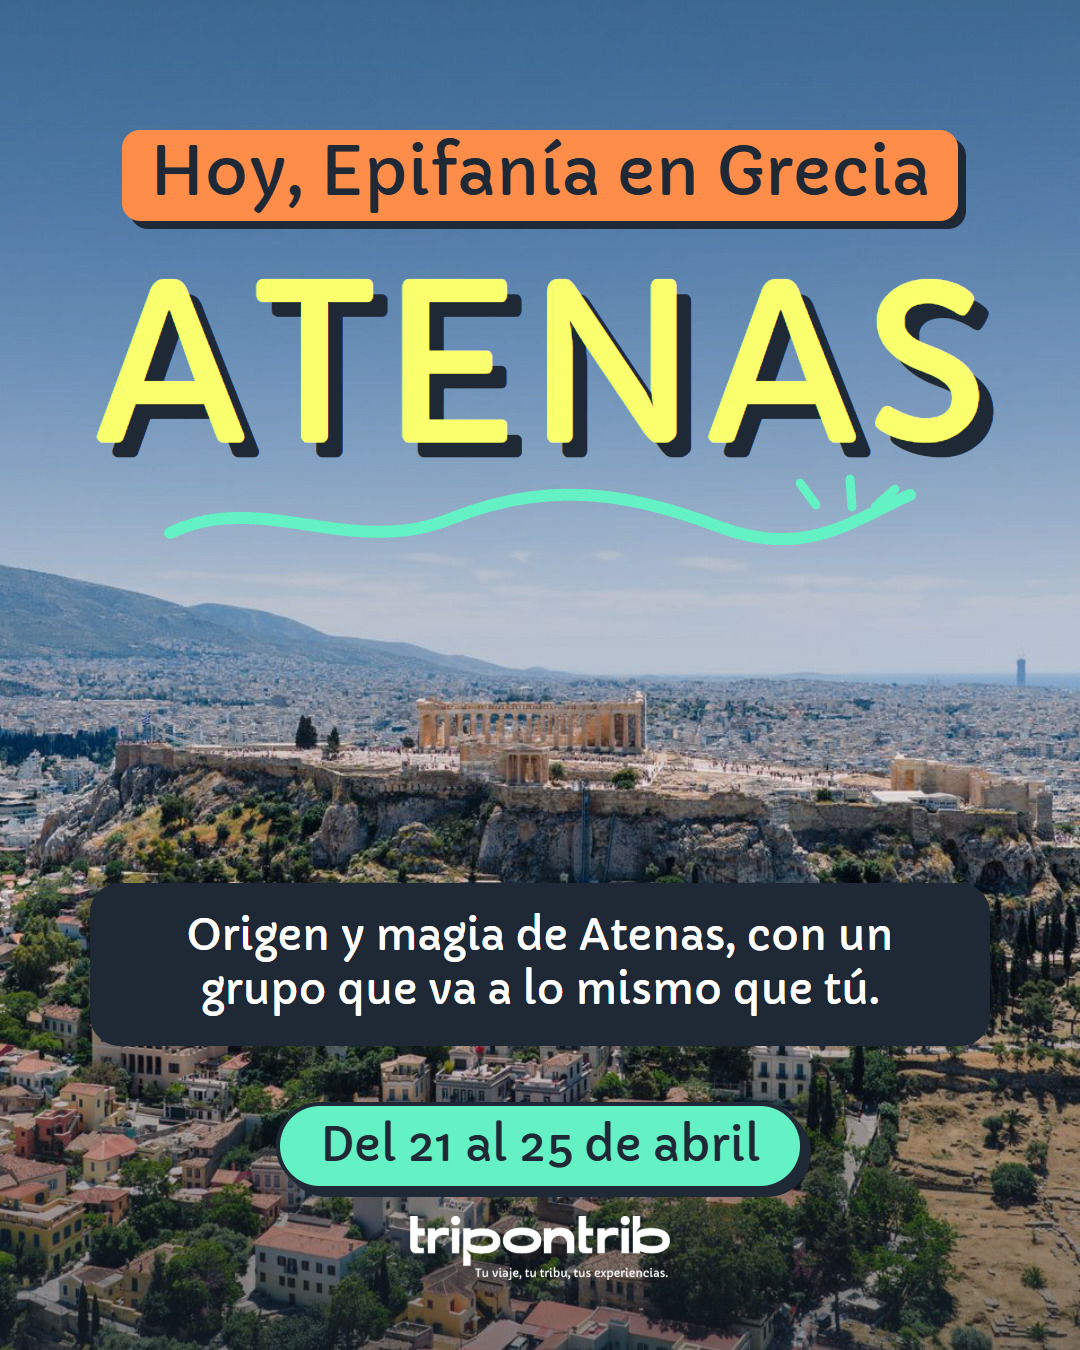 Hoy, Epifanía en Grecia
ATENAS
Origen y magia de Atenas, con un
grupo que va a lo mismo que tú.
Del 21 al 25 de abril
tripontrib
Tu viaje, tu tribu, tus experiencias.